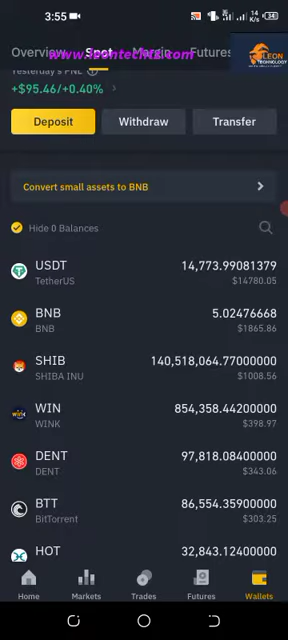 3:55
14
K/s
34
Overview Spot Margin Futures
www.leontechk.com
LEON
TECHNOLOGY
Yesterday's PNL
+$95.46/+0.40%
Deposit Withdraw Transfer
Convert small assets to BNB
Hide 0 Balances
USDT 14,773.99081379
TetherUS $14780.05
BNB 5.02476668
BNB $1865.86
SHIB 140,518,064.77000000
SHIBA INU $1008.56
WIN 854,358.44200000
WINK $398.97
DENT 97,818.08400000
DENT $343.06
BTT 86,554.35900000
BitTorrent $303.25
HOT 32,843.12400000
Home Markets Trades Futures Wallets